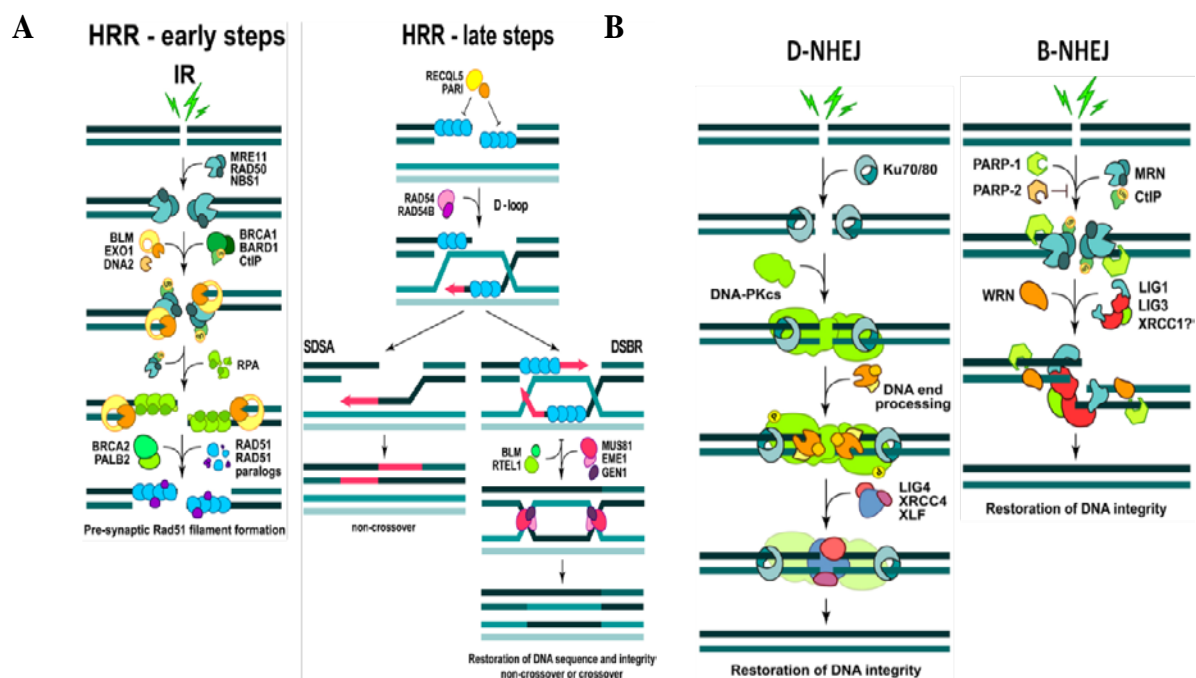 A
HRR - early steps
IR
MRE11
RAD50
NBS1
BLM
EXO1
DNA2
BRCA1
BARD1
CtIP
RPA
BRCA2
PALB2
RAD51
RAD51
paralogs
Pre-synaptic Rad51 filament formation
HRR - late steps
RECQL5
PARI
RAD54
RAD54B
D-loop
SDSA
DSBR
BLM
RTEL1
MUS81
EME1
GEN1
non-crossover
Restoration of DNA sequence and integrity
non-crossover or crossover
B
D-NHEJ
Ku70/80
DNA-PKcs
DNA end
processing
P
P
LIG4
XRCC4
XLF
Restoration of DNA integrity
B-NHEJ
PARP-1
PARP-2
MRN
CtIP
WRN
LIG1
LIG3
XRCC1?
Restoration of DNA integrity